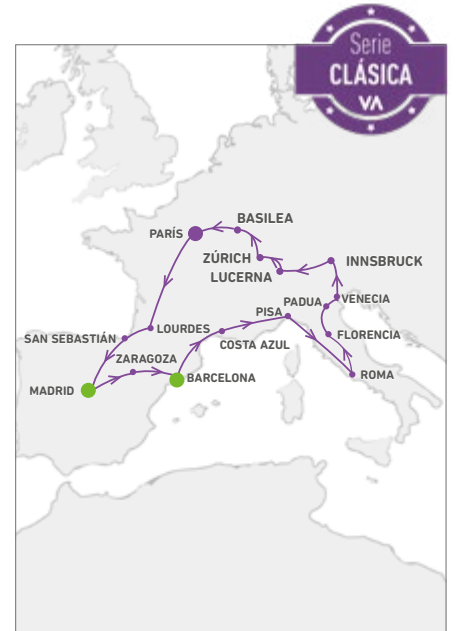 Serie
CLÁSICA
VA
BASILEA
PARÍS
ZÚRICH
INNSBRUCK
LUCERNA
PADUA
VENECIA
PISA
SAN SEBASTIÁN
LOURDES
FLORENCIA
COSTA AZUL
ZARAGOZA
ROMA
BARCELONA
MADRID